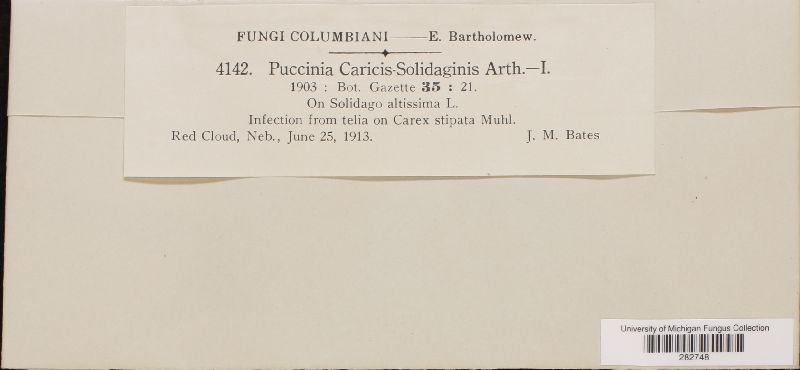 FUNGI COLUMBIANI——E. Bartholomew.
4142. Puccinia Caricis-Solidaginis Arth.—I.
1903 : Bot. Gazette 35 : 21.
On Solidago altissima L.
Infection from telia on Carex stipata Muhl.
Red Cloud, Neb., June 25, 1913. J. M. Bates
University of Michigan Fungus Collection
282748